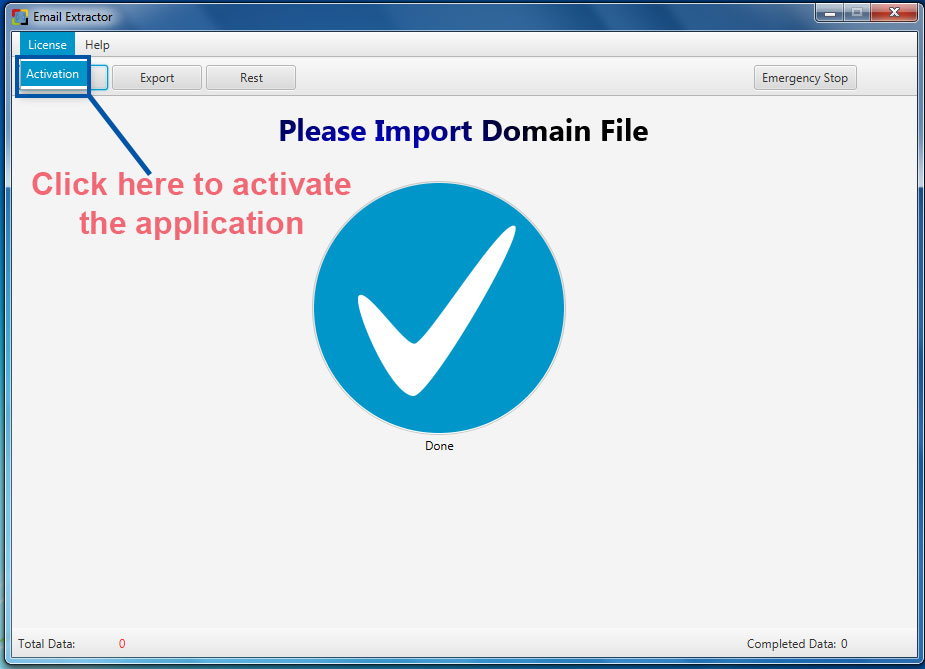 Email Extractor
License Help
Activation
Export Rest Emergency Stop
Please Import Domain File
Click here to activate
the application
Done
Total Data: 0 Completed Data: 0